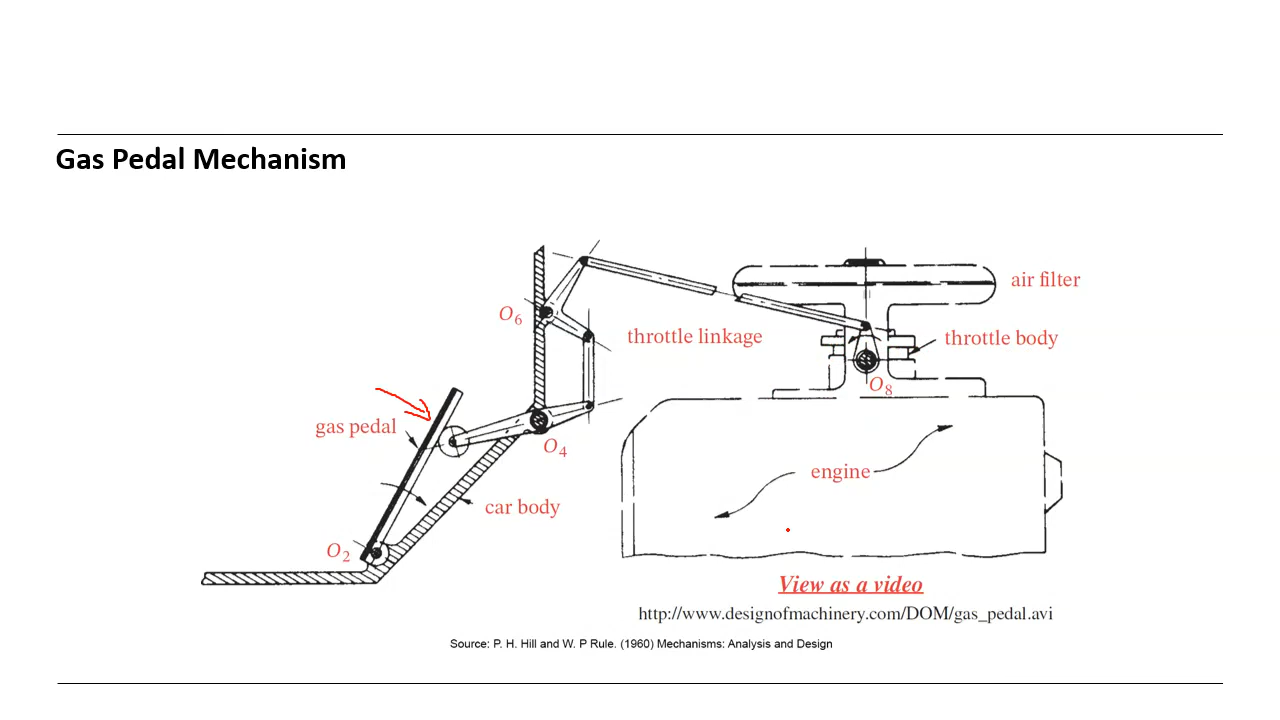 Gas Pedal Mechanism
air filter
O6
throttle linkage
throttle body
O8
gas pedal
O4
engine
car body
O2
View as a video
http://www.designofmachinery.com/DOM/gas_pedal.avi
Source: P. H. Hill and W. P Rule. (1960) Mechanisms: Analysis and Design